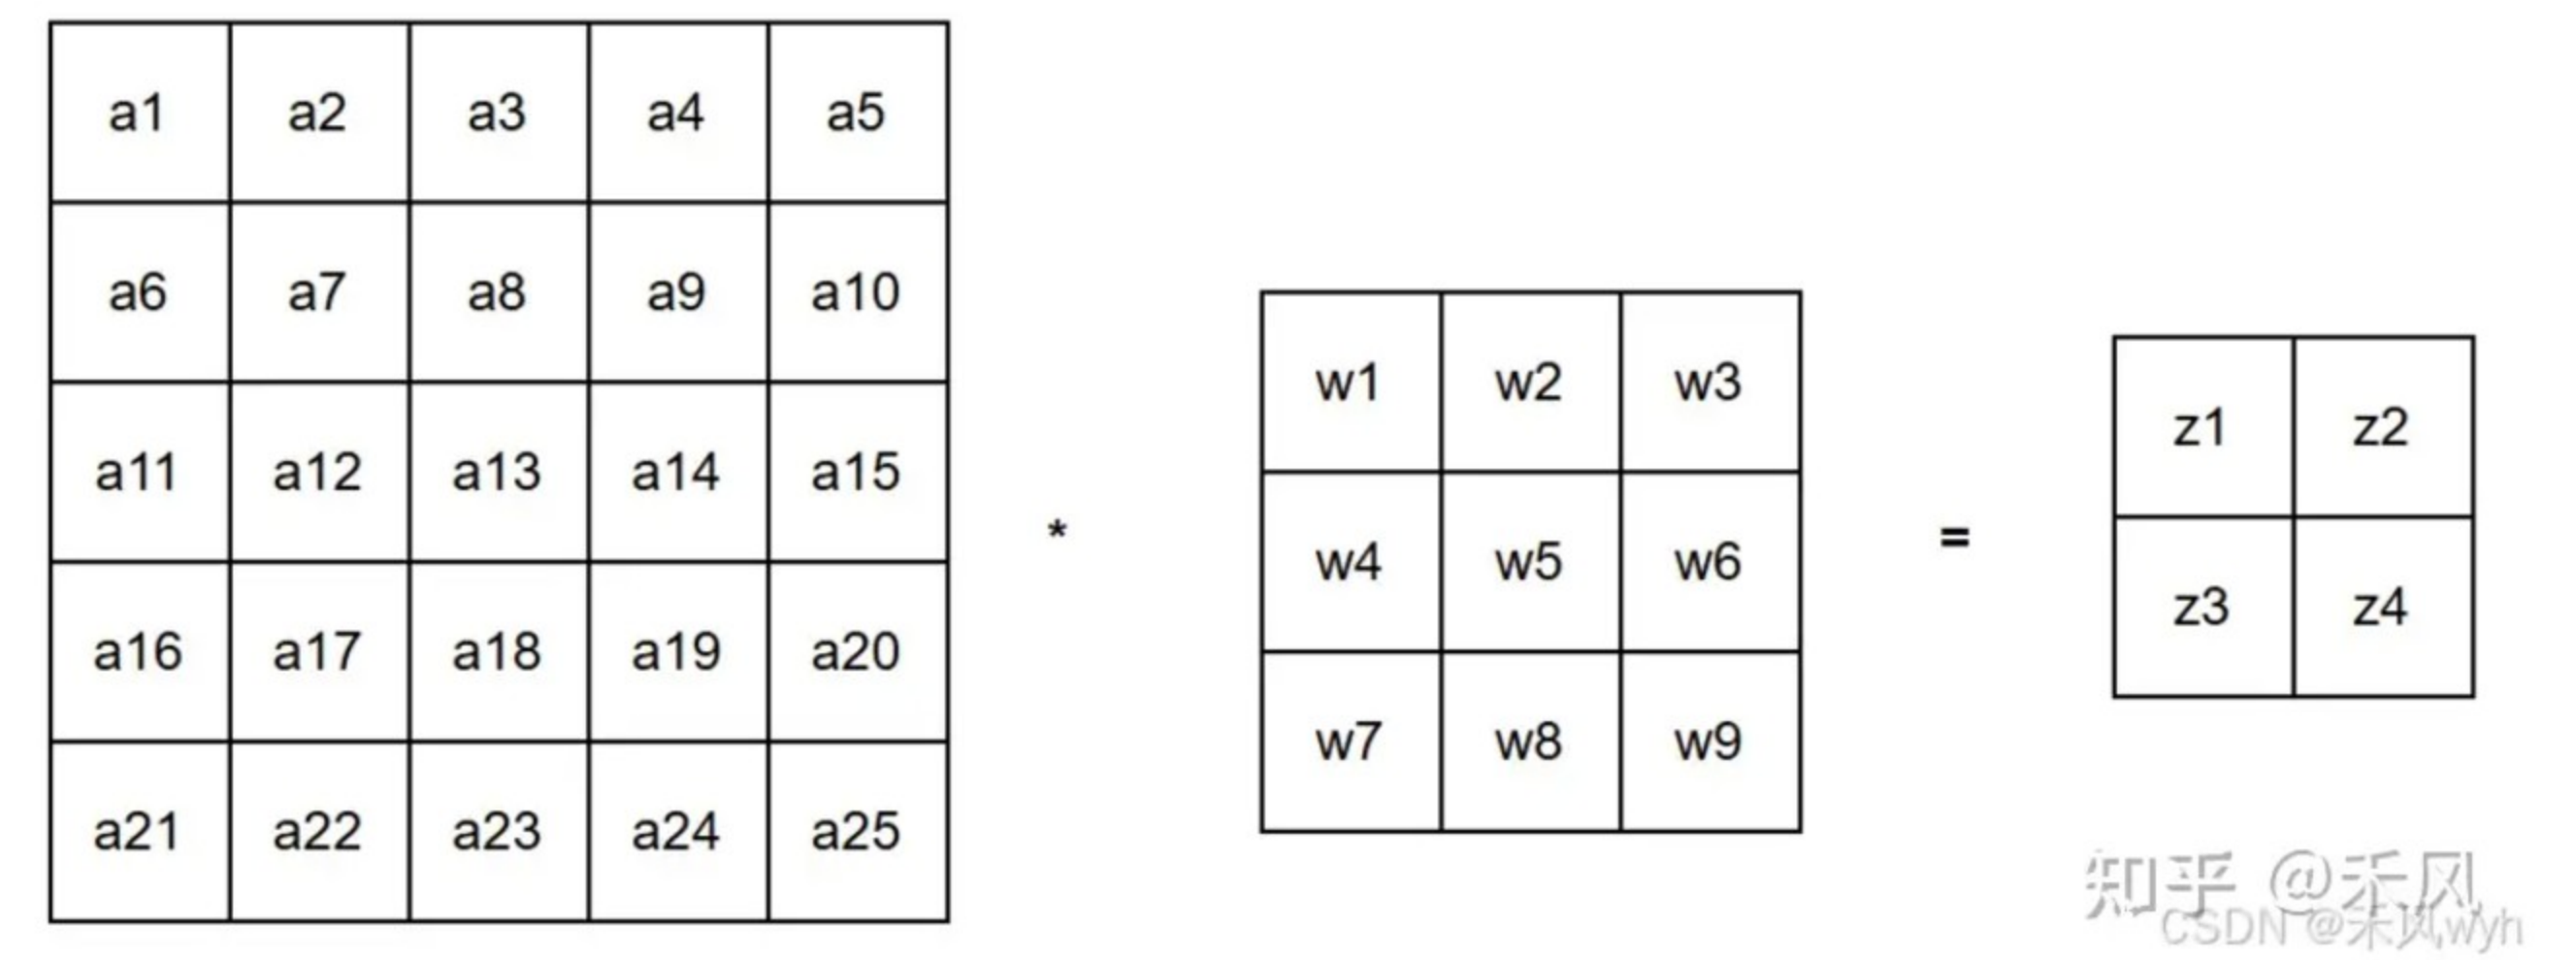 a1 a2 a3 a4 a5
a6 a7 a8 a9 a10
a11 a12 a13 a14 a15
a16 a17 a18 a19 a20
a21 a22 a23 a24 a25
*
w1 w2 w3
w4 w5 w6
w7 w8 w9
=
z1 z2
z3 z4
知乎 @禾风
CSDN @禾风wyh